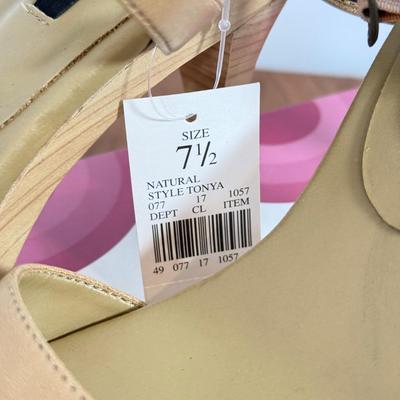 SIZE
7½
NATURAL
STYLE TONYA
077 17 1057
DEPT CL ITEM
49 077 17 1057